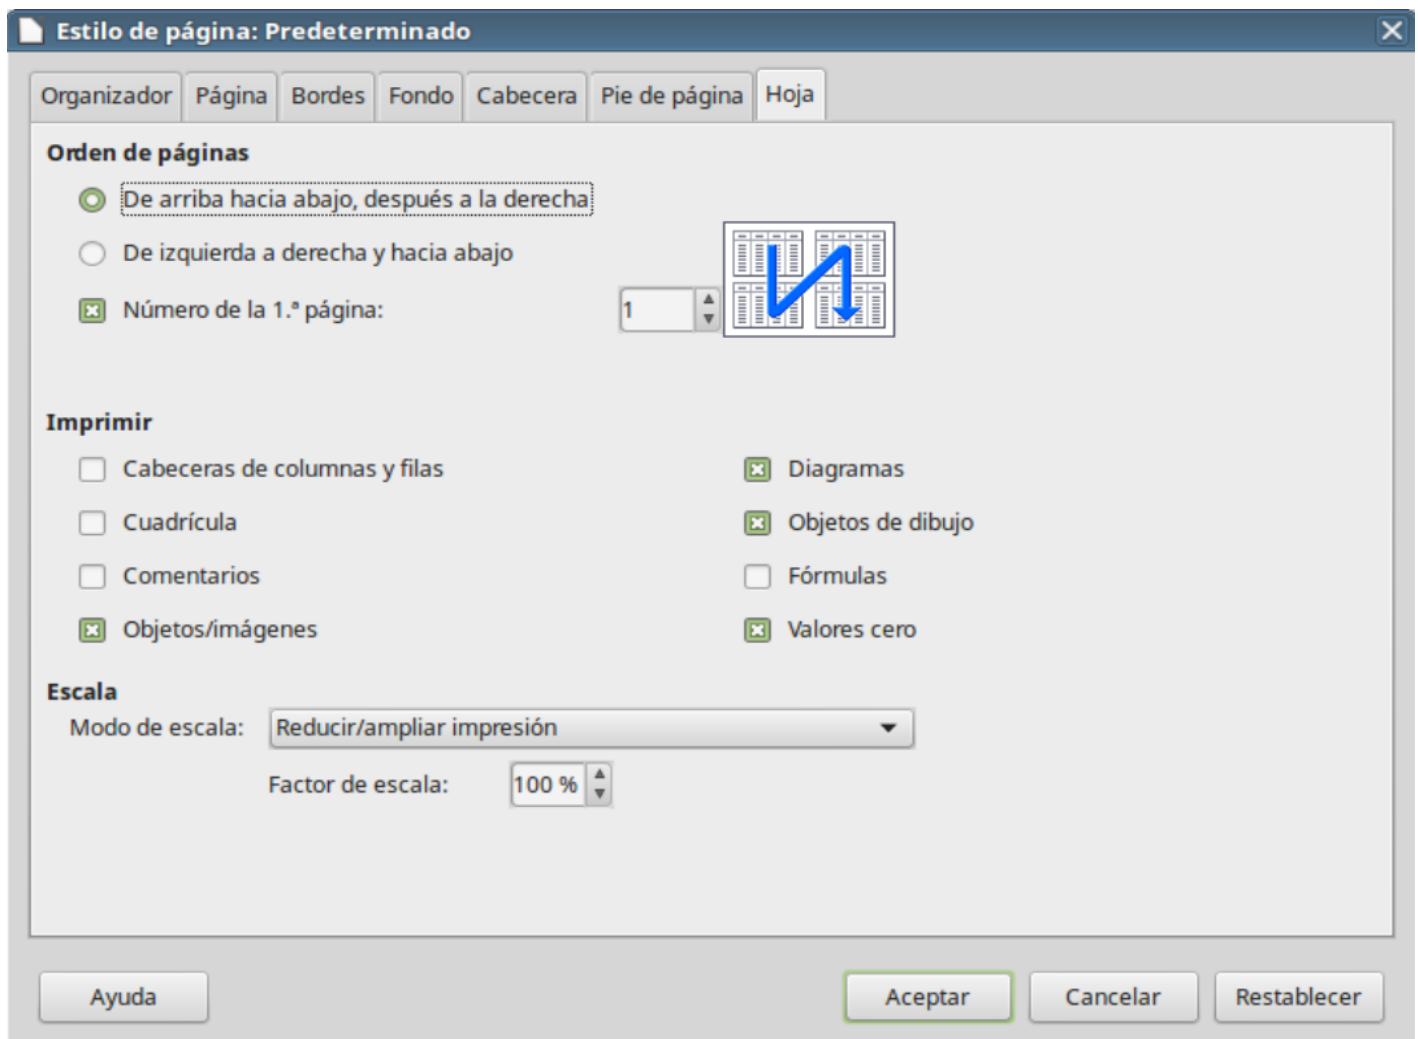 Estilo de página: Predeterminado
Organizador Página Bordes Fondo Cabecera Pie de página Hoja
Orden de páginas
De arriba hacia abajo, después a la derecha
De izquierda a derecha y hacia abajo
Número de la 1.ª página: 1
Imprimir
Cabeceras de columnas y filas Diagramas
Cuadrícula Objetos de dibujo
Comentarios Fórmulas
Objetos/imágenes Valores cero
Escala
Modo de escala: Reducir/ampliar impresión
Factor de escala: 100 %
Ayuda Aceptar Cancelar Restablecer